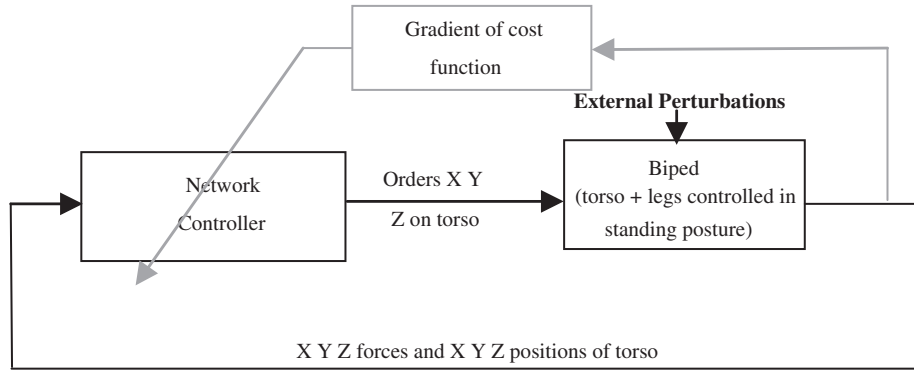 Gradient of cost
function
External Perturbations
Network
Controller
Orders X Y
Z on torso
Biped
(torso + legs controlled in
standing posture)
X Y Z forces and X Y Z positions of torso